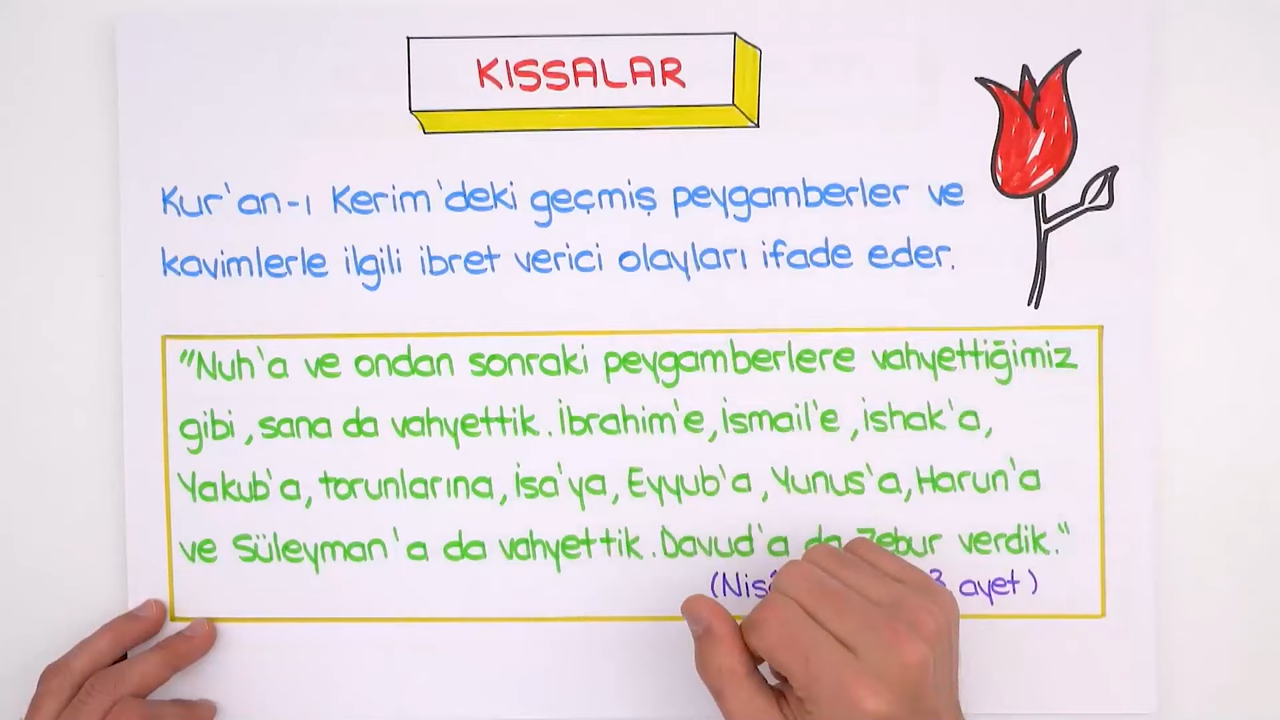 KISSALAR
Kur'an-ı Kerim'deki geçmiş peygamberler ve
kavimlerle ilgili ibret verici olayları ifade eder.
"Nuh'a ve ondan sonraki peygamberlere vahyettiğimiz
gibi, sana da vahyettik. İbrahim'e, İsmail'e, İshak'a,
Yakub'a, torunlarına, İsa'ya, Eyyub'a, Yunus'a, Harun'a
ve Süleyman'a da vahyettik. Davud'a da Zebur verdik."
ayet)